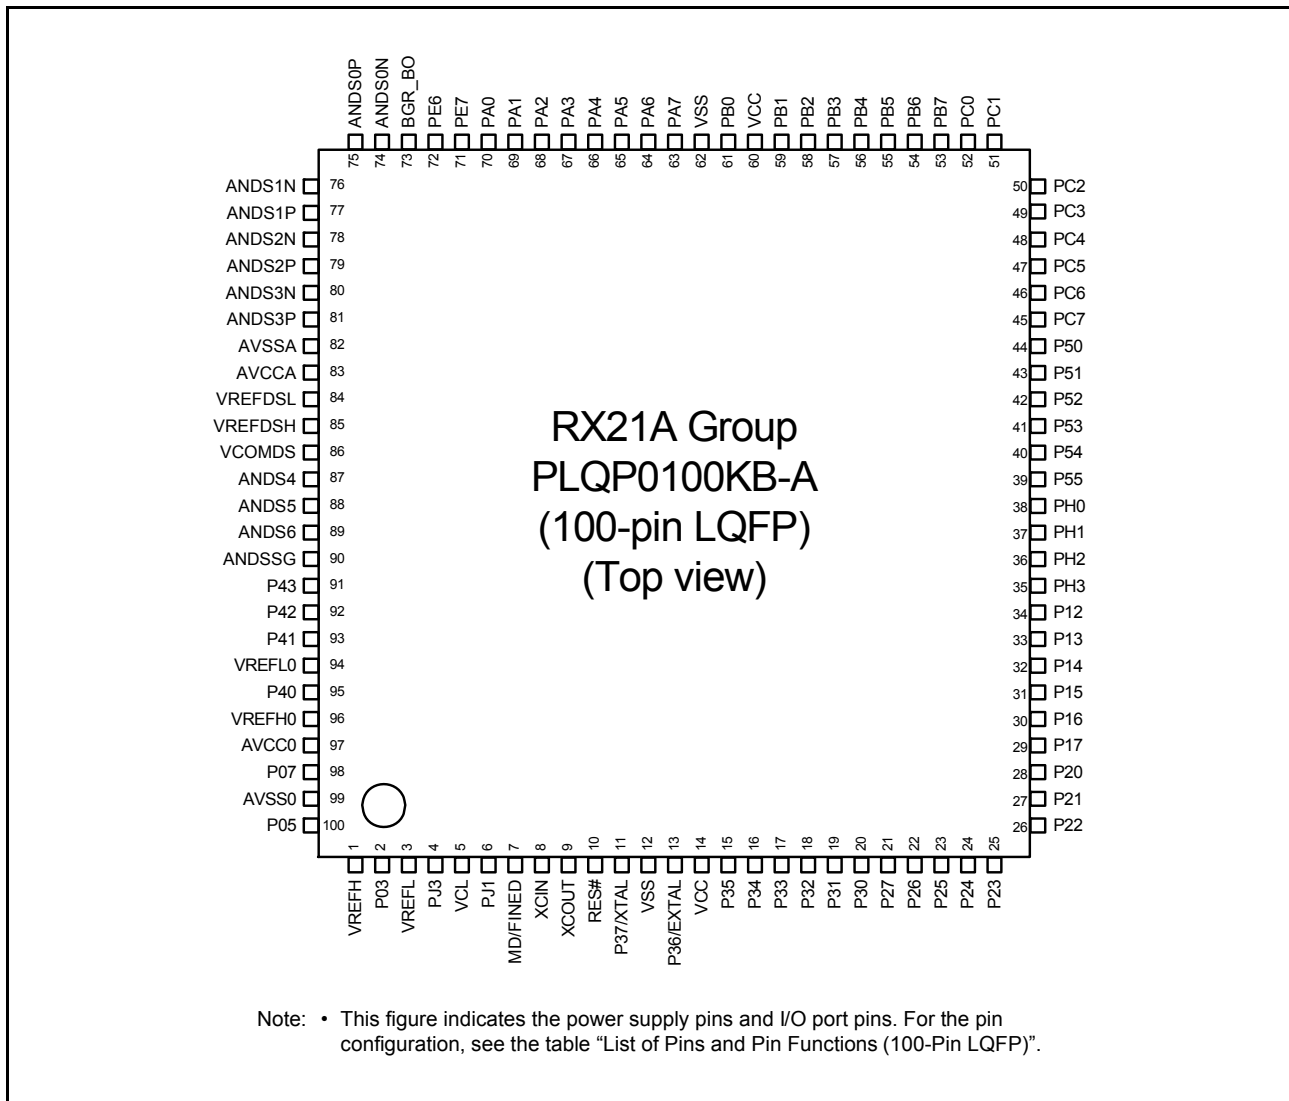 ANDS0P
ANDS0N
BGR_BO
PE6
PE7
PA0
PA1
PA2
PA3
PA4
PA5
PA6
PA7
VSS
PB0
VCC
PB1
PB2
PB3
PB4
PB5
PB6
PB7
PC0
PC1
75
74
73
72
71
70
69
68
67
66
65
64
63
62
61
60
59
58
57
56
55
54
53
52
51
ANDS1N 76
ANDS1P 77
ANDS2N 78
ANDS2P 79
ANDS3N 80
ANDS3P 81
AVSSA 82
AVCCA 83
VREFDSL 84
VREFDSH 85
VCOMDS 86
ANDS4 87
ANDS5 88
ANDS6 89
ANDSSG 90
P43 91
P42 92
P41 93
VREFL0 94
P40 95
VREFH0 96
AVCC0 97
P07 98
AVSS0 99
P05 100
RX21A Group
PLQP0100KB-A
(100-pin LQFP)
(Top view)
50 PC2
49 PC3
48 PC4
47 PC5
46 PC6
45 PC7
44 P50
43 P51
42 P52
41 P53
40 P54
39 P55
38 PH0
37 PH1
36 PH2
35 PH3
34 P12
33 P13
32 P14
31 P15
30 P16
29 P17
28 P20
27 P21
26 P22
1
2
3
4
5
6
7
8
9
10
11
12
13
14
15
16
17
18
19
20
21
22
23
24
25
VREFH
P03
VREFL
PJ3
VCL
PJ1
MD/FINED
XCIN
XCOUT
RES#
P37/XTAL
VSS
P36/EXTAL
VCC
P35
P34
P33
P32
P31
P30
P27
P26
P25
P24
P23
Note: • This figure indicates the power supply pins and I/O port pins. For the pin
configuration, see the table “List of Pins and Pin Functions (100-Pin LQFP)”.